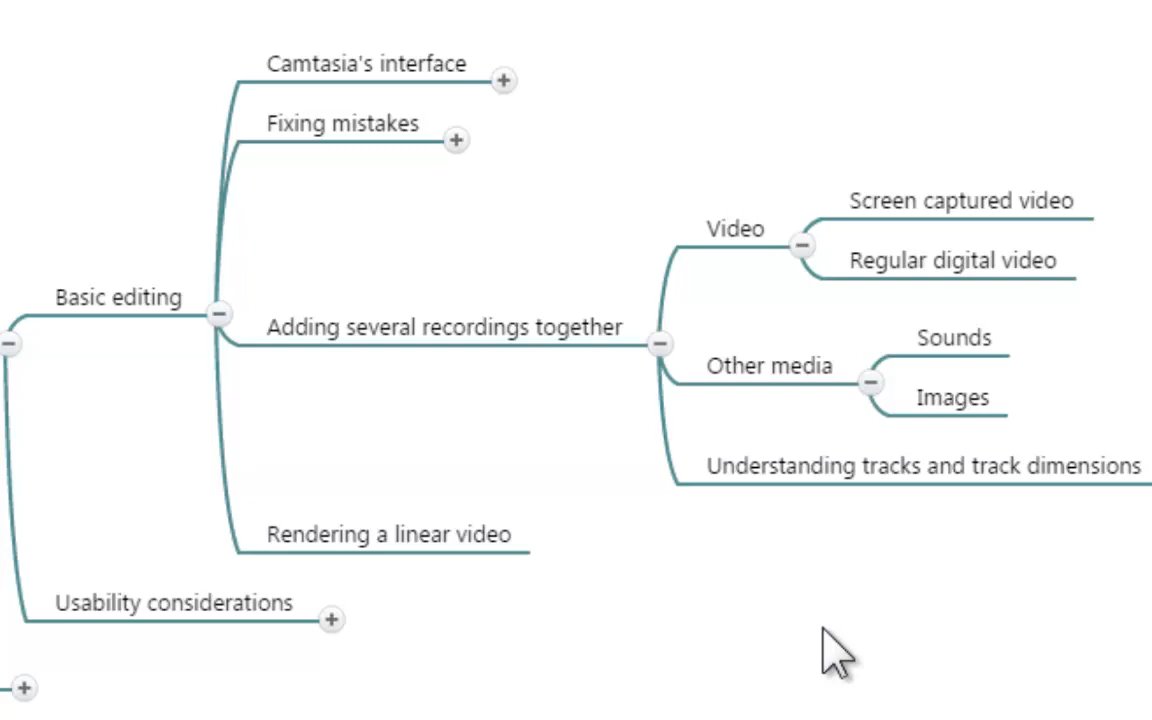 Camtasia's interface
Fixing mistakes
Screen captured video
Video
Regular digital video
Basic editing
Adding several recordings together
Sounds
Other media
Images
Understanding tracks and track dimensions
Rendering a linear video
Usability considerations